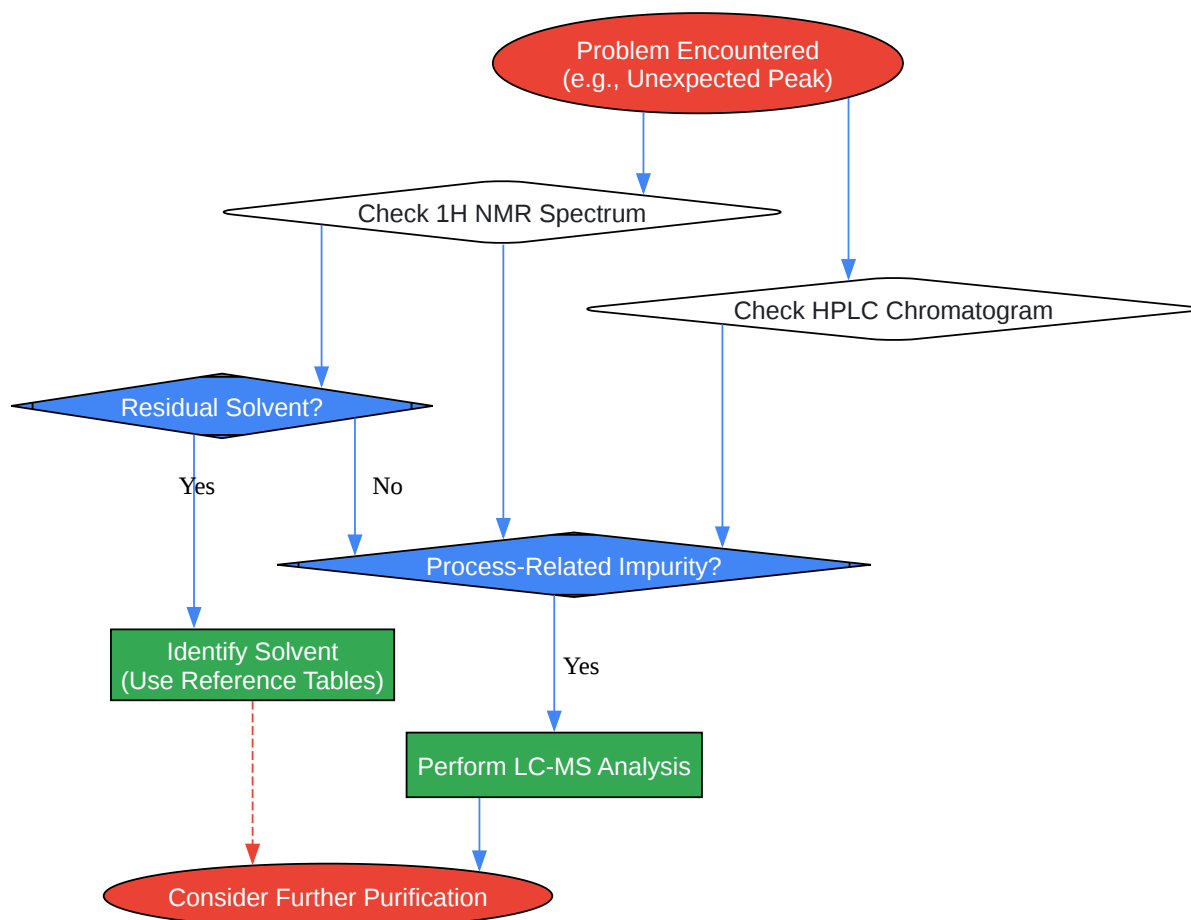 Problem Encountered
(e.g., Unexpected Peak)
Check 1H NMR Spectrum
Check HPLC Chromatogram
Residual Solvent?
Yes
No
Process-Related Impurity?
Identify Solvent
(Use Reference Tables)
Yes
Perform LC-MS Analysis
Consider Further Purification